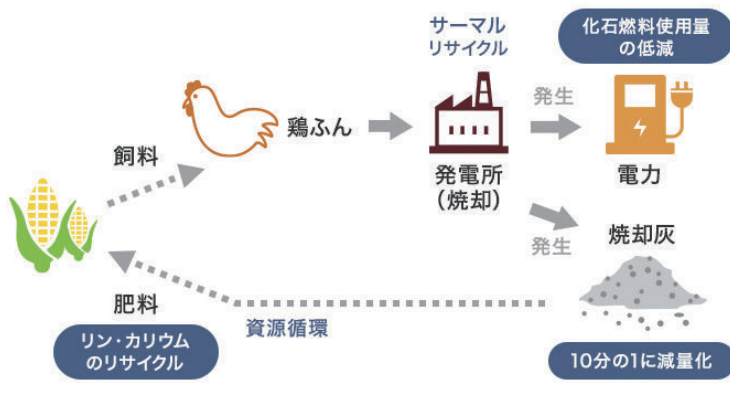 サーマル
リサイクル
化石燃料使用量
の低減
鶏ふん
発生
飼料
発電所
（焼却）
電力
発生
焼却灰
肥料
資源循環
リン・カリウム
のリサイクル
10分の1に減量化